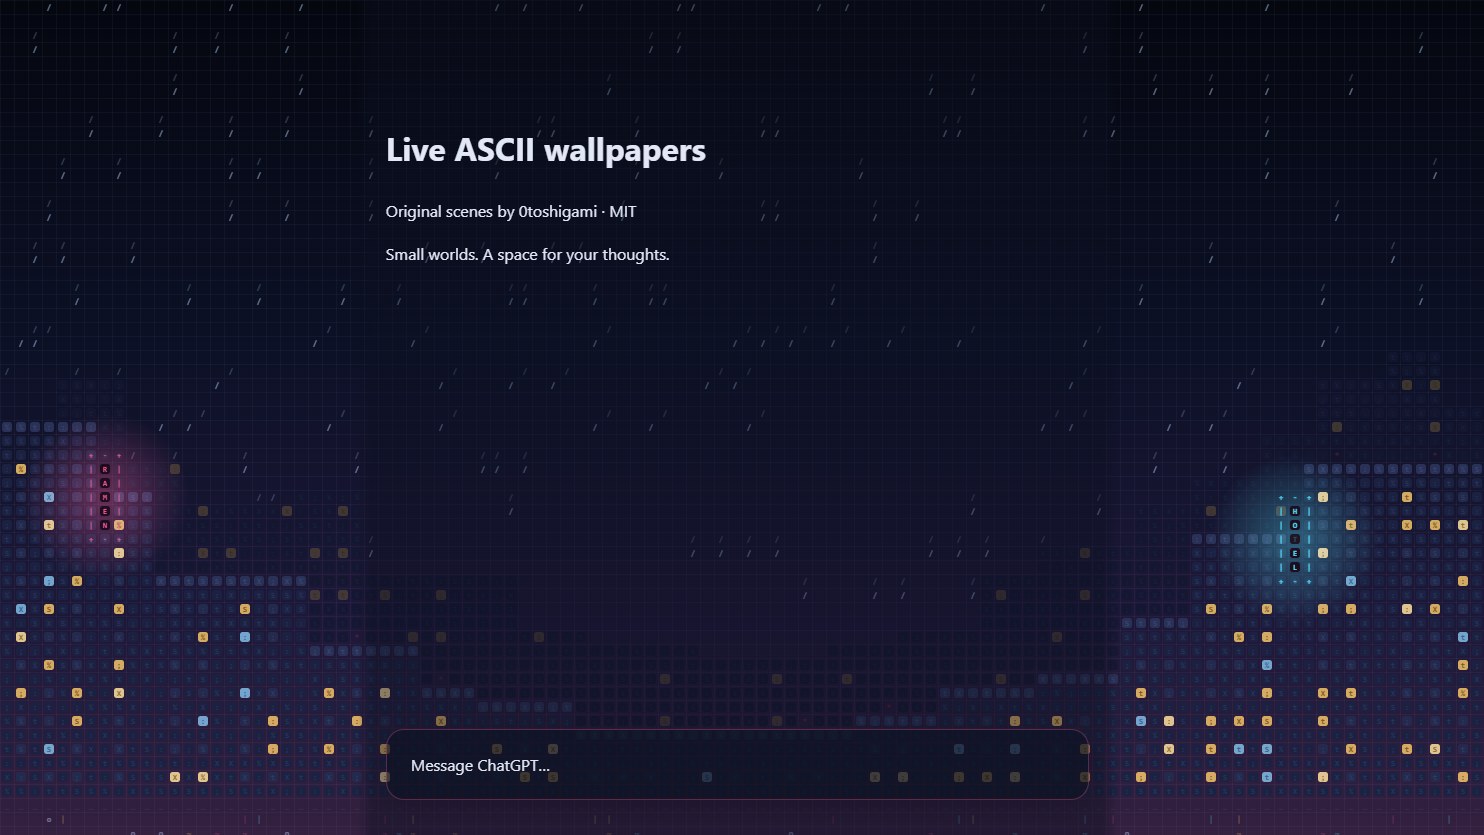 Live ASCII wallpapers
Original scenes by 0toshigami · MIT
Small worlds. A space for your thoughts.
RAMEN
HOTEL
Message ChatGPT...